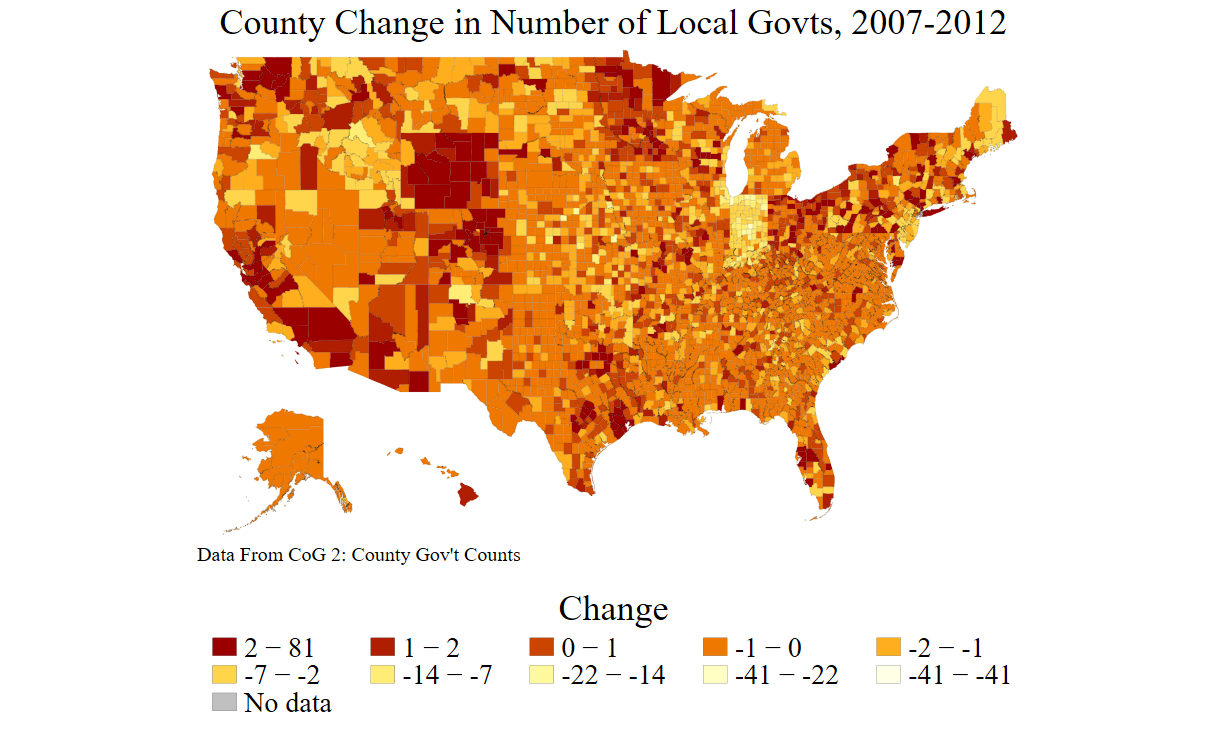 County Change in Number of Local Govts, 2007-2012
Data From CoG 2: County Gov't Counts
Change
2 − 81 1 − 2 0 − 1 -1 − 0 -2 − -1
-7 − -2 -14 − -7 -22 − -14 -41 − -22 -41 − -41
No data